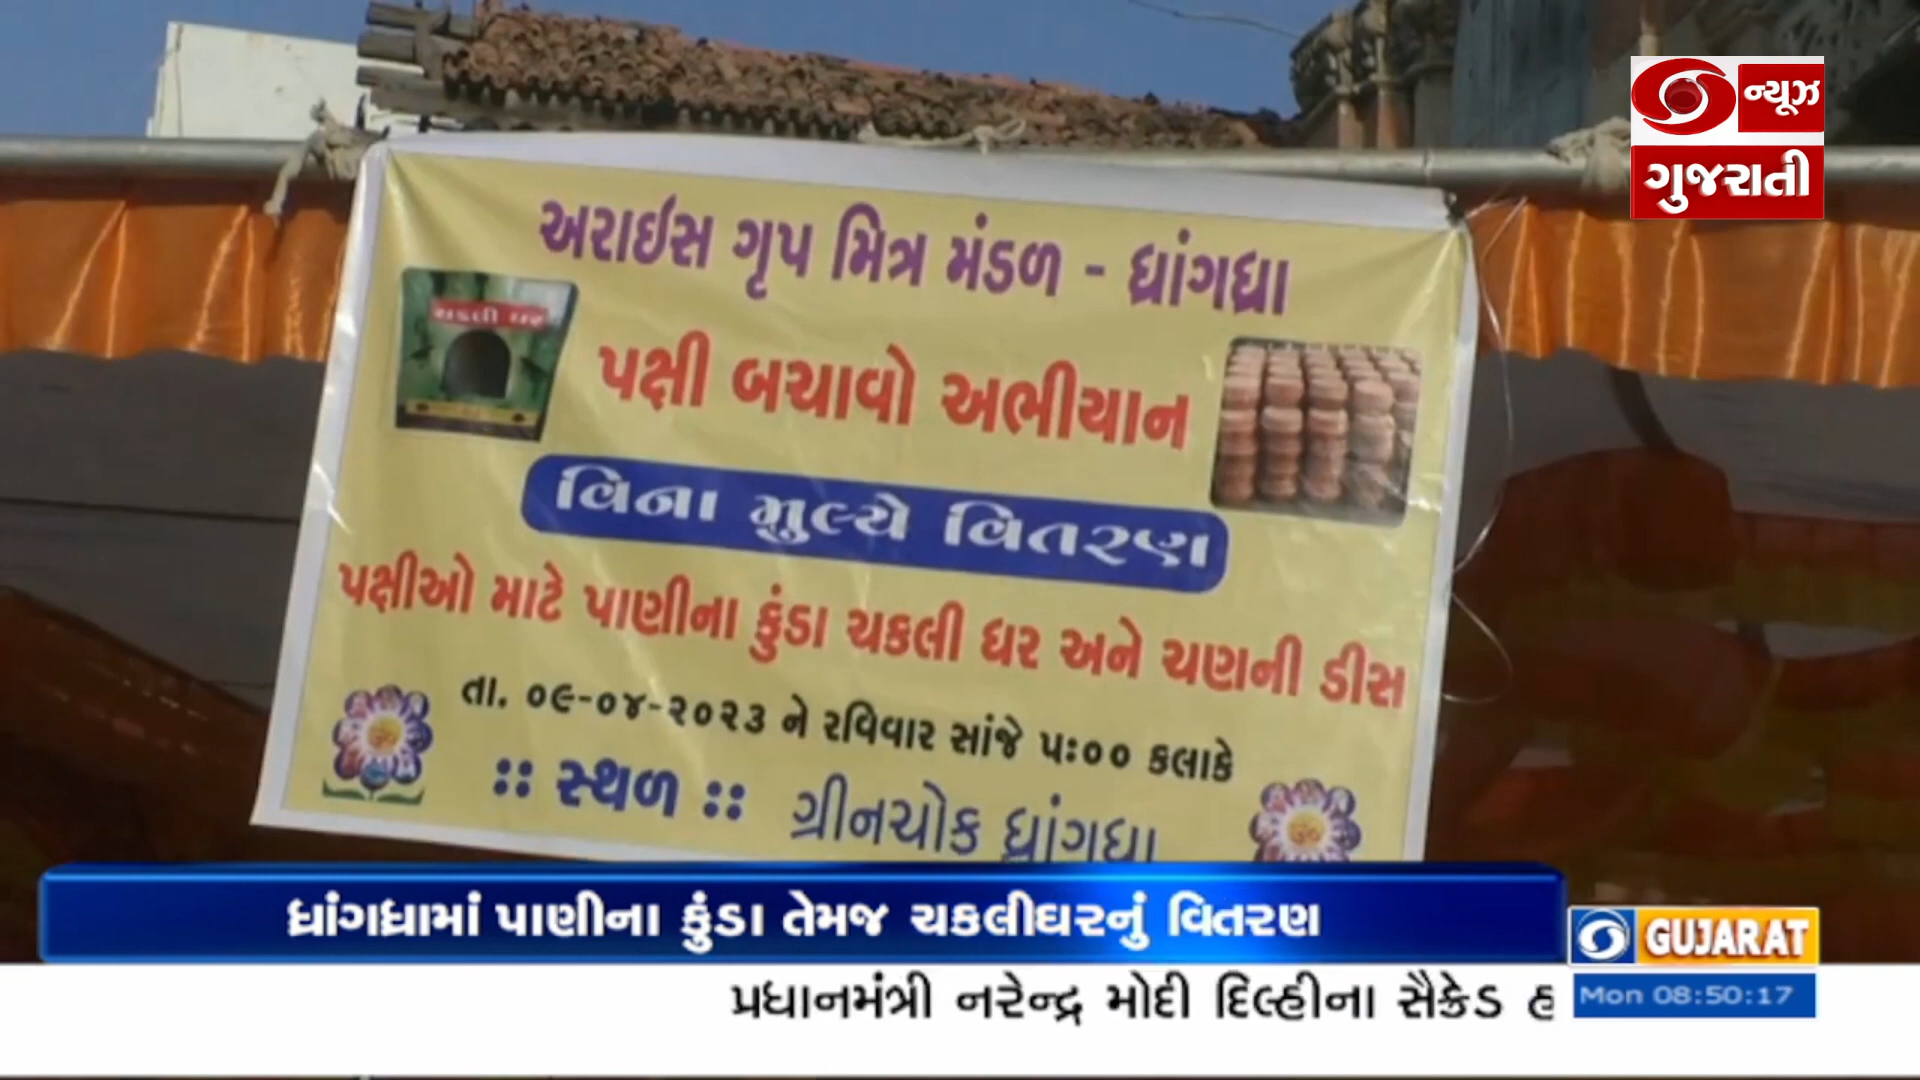 ન્યૂઝ
ગુજરાતી
અરાઈસ ગૃપ મિત્ર મંડળ - ધ્રાંગધ્રા
ચકલી ઘર
પક્ષી બચાવો અભીયાન
વિના મુલ્યે વિતરણ
પક્ષીઓ માટે પાણીના કુંડા ચકલી ઘર અને ચણની ડીસ
તા. ૦૯-૦૪-૨૦૨૩ ને રવિવાર સાંજે ૫ઃ૦૦ કલાકે
:: સ્થળ :: ગ્રીનચોક ધ્રાંગધ્રા
ધ્રાંગધ્રામાં પાણીના કુંડા તેમજ ચકલીઘરનું વિતરણ
GUJARAT
પ્રધાનમંત્રી નરેન્દ્ર મોદી દિલ્હીના સૈક્રેડ હ
Mon 08:50:17